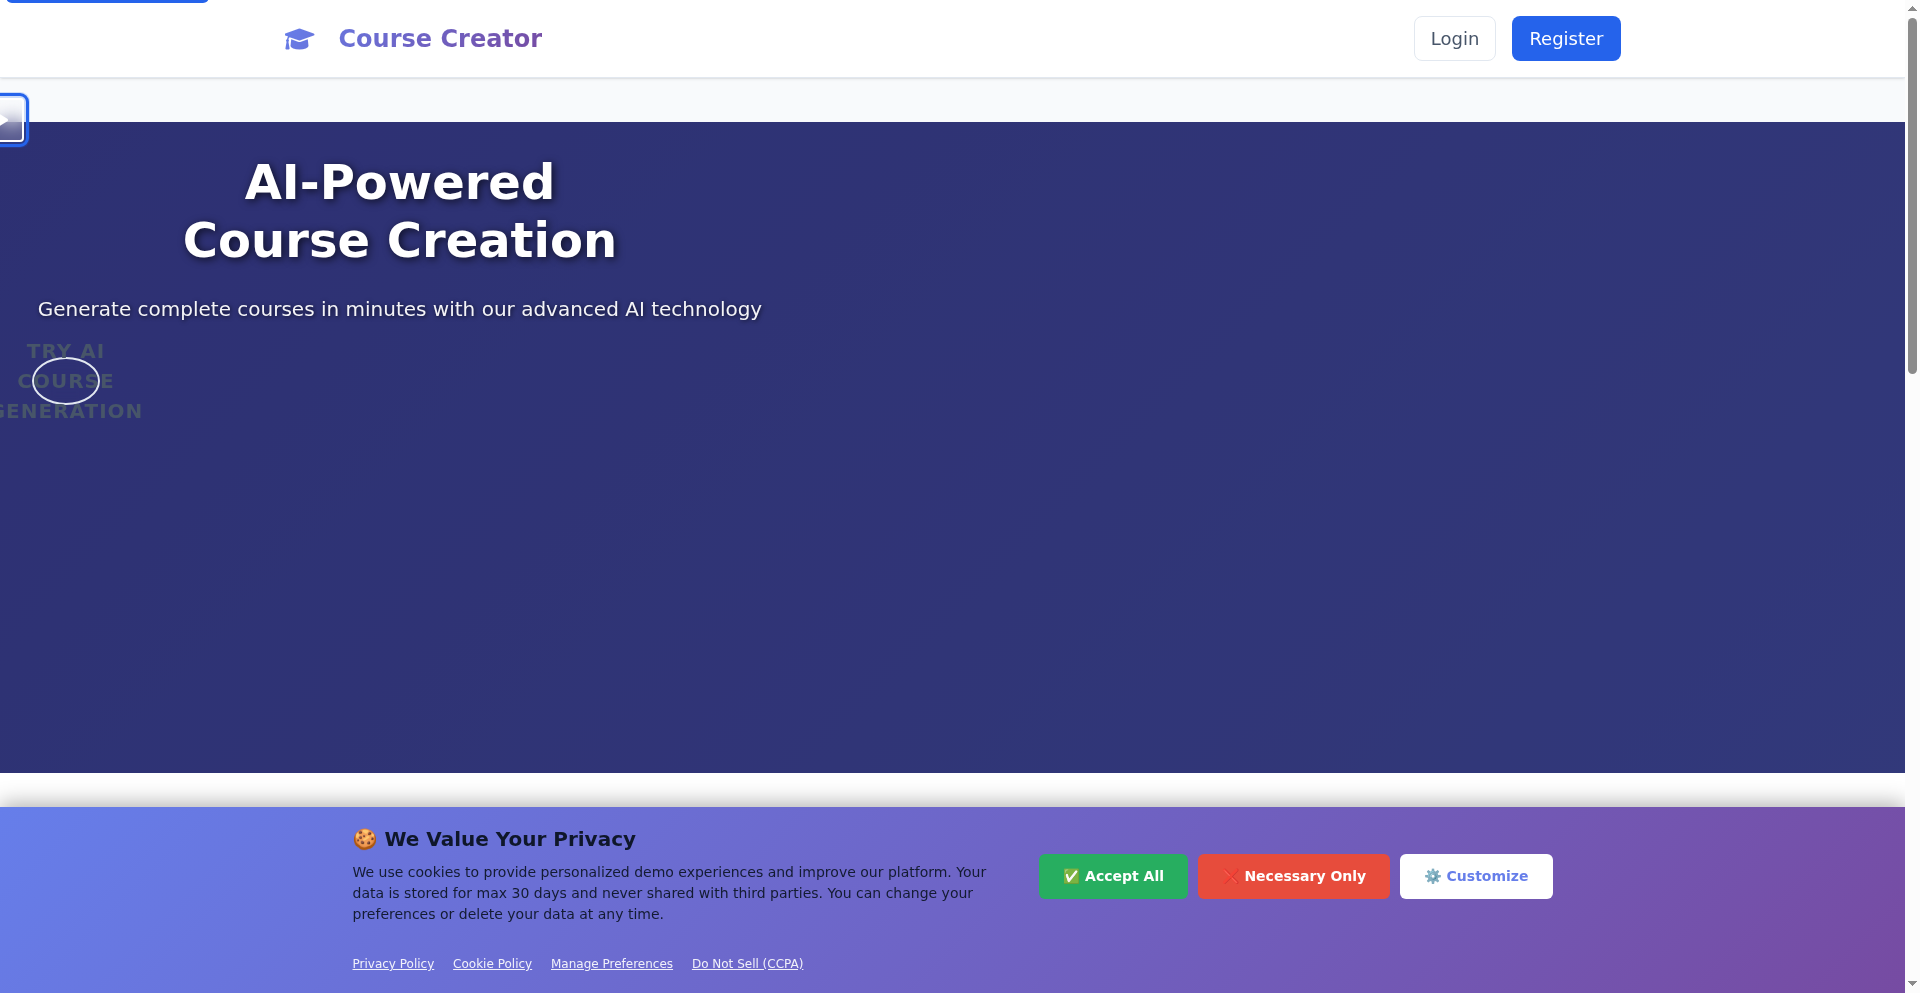 Course Creator
Login
Register
AI-Powered
Course Creation
Generate complete courses in minutes with our advanced AI technology
TRY AI
COURSE
GENERATION
🍪 We Value Your Privacy
We use cookies to provide personalized demo experiences and improve our platform. Your
data is stored for max 30 days and never shared with third parties. You can change your
preferences or delete your data at any time.
✅ Accept All
❌ Necessary Only
⚙️ Customize
Privacy Policy
Cookie Policy
Manage Preferences
Do Not Sell (CCPA)